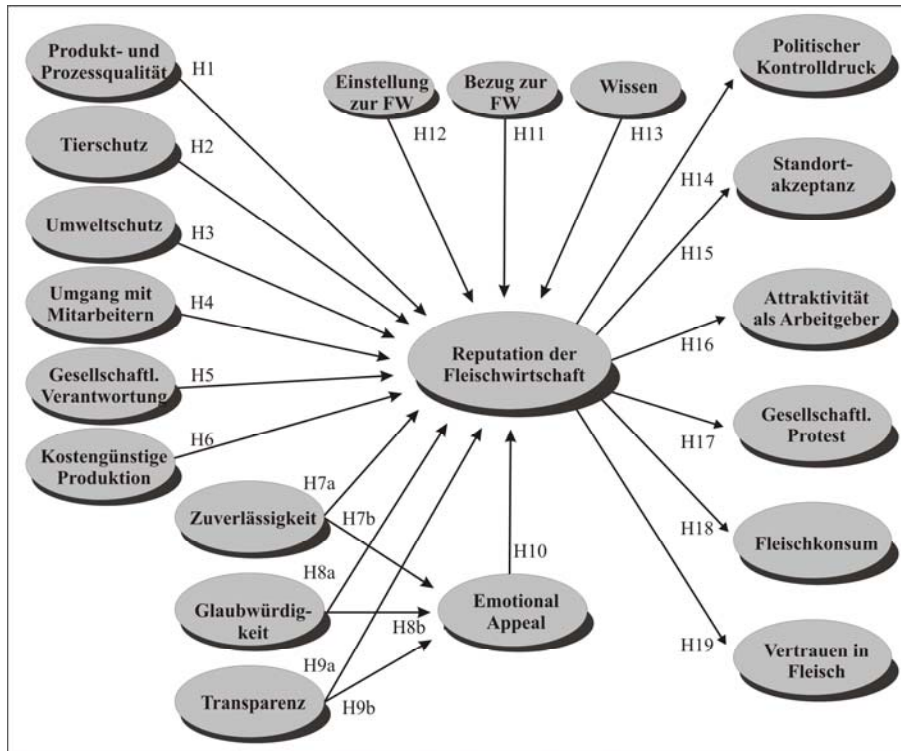 Produkt- und
Prozessqualität
H1
Tierschutz
H2
Umweltschutz
H3
Umgang mit
Mitarbeitern
H4
Gesellschaftl.
Verantwortung
H5
Kostengünstige
Produktion
H6
Einstellung
zur FW
H12
Bezug zur
FW
H11
Wissen
H13
Reputation der
Fleischwirtschaft
Zuverlässigkeit
H7a
H7b
Glaubwürdig-
keit
H8a
H8b
Transparenz
H9a
H9b
Emotional
Appeal
H10
Politischer
Kontrolldruck
H14
Standort-
akzeptanz
H15
Attraktivität
als Arbeitgeber
H16
Gesellschaftl.
Protest
H17
Fleischkonsum
H18
Vertrauen in
Fleisch
H19